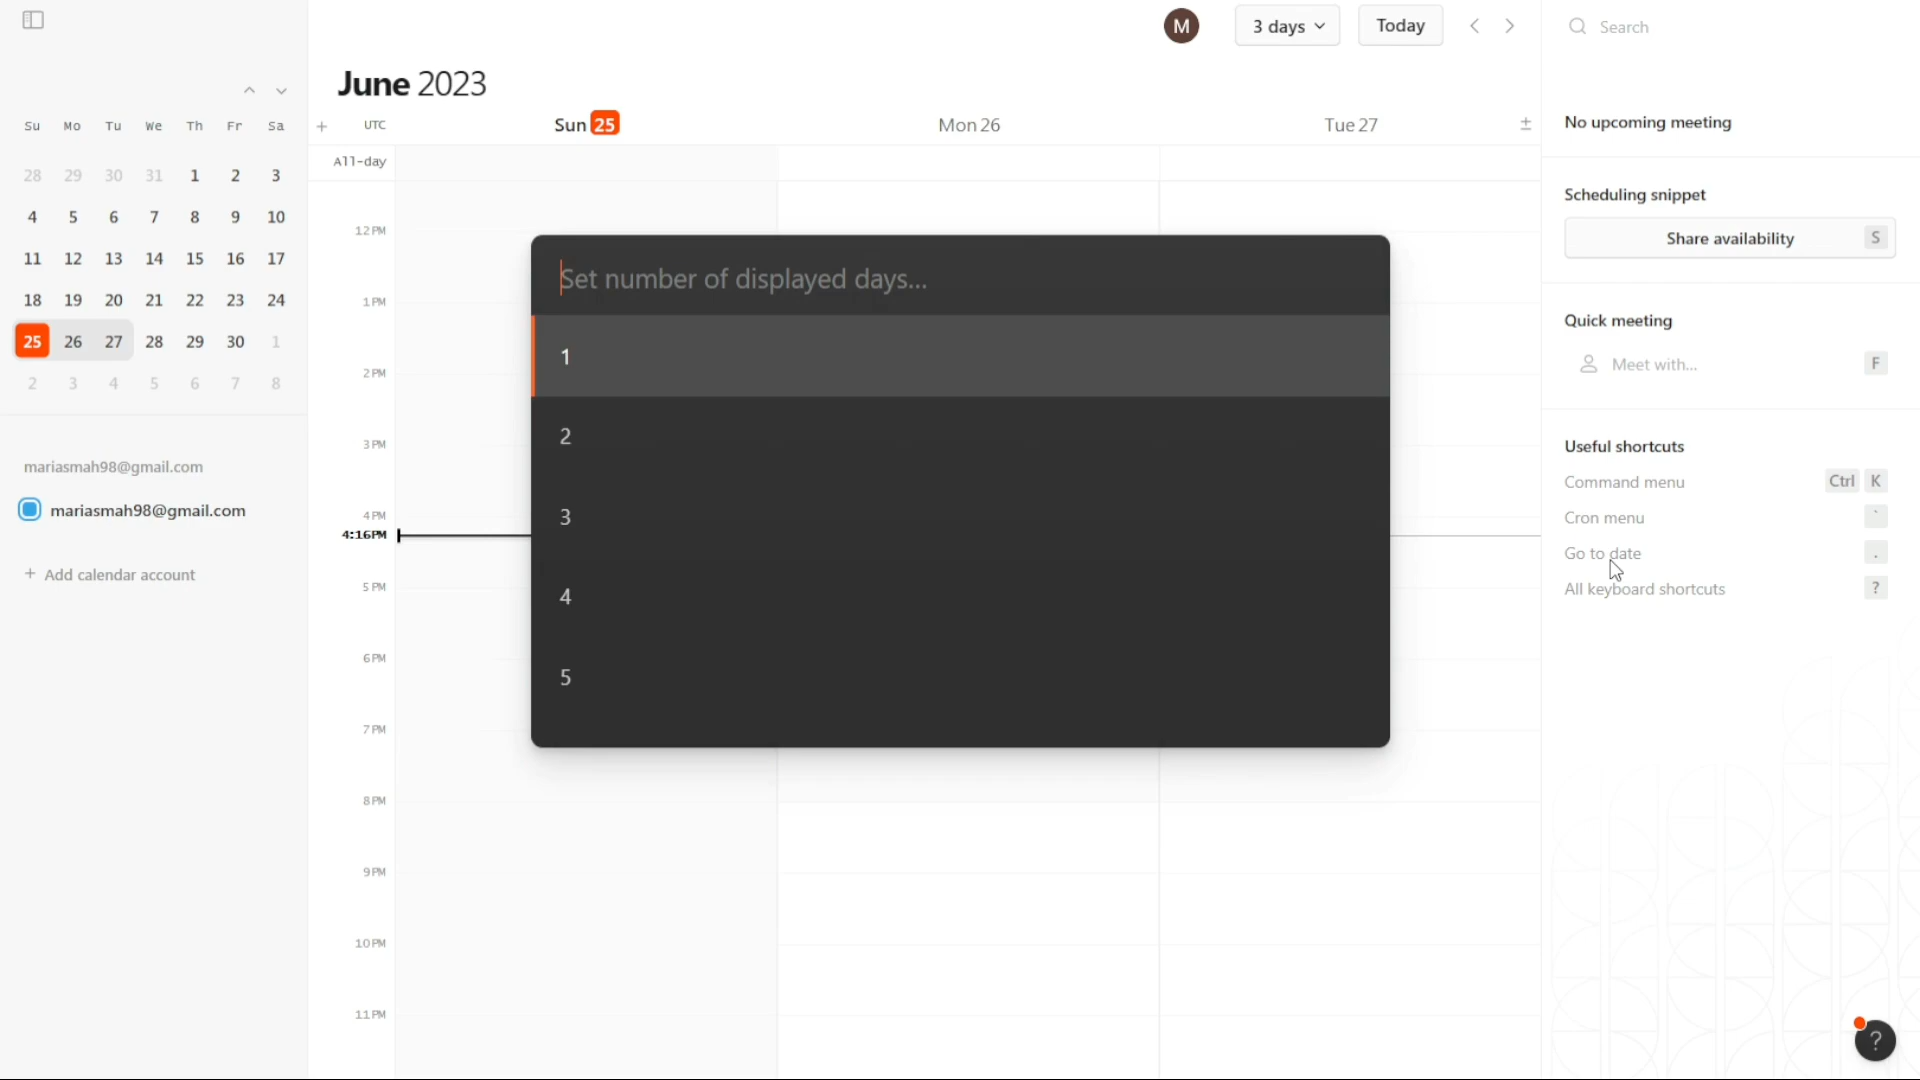 M
3 days
Today
Search
June 2023
Su Mo Tu We Th Fr Sa
28 29 30 31 1 2 3
4 5 6 7 8 9 10
11 12 13 14 15 16 17
18 19 20 21 22 23 24
25 26 27 28 29 30 1
2 3 4 5 6 7 8
mariasmah98@gmail.com
mariasmah98@gmail.com
+ Add calendar account
+ UTC Sun 25 Mon 26 Tue 27 ±
All-day
12 PM
1 PM
2 PM
3 PM
4 PM
4:16PM
5 PM
6 PM
7 PM
8 PM
9 PM
10 PM
11 PM
Set number of displayed days...
1
2
3
4
5
No upcoming meeting
Scheduling snippet
Share availability S
Quick meeting
Meet with... F
Useful shortcuts
Command menu Ctrl K
Cron menu `
Go to date .
All keyboard shortcuts ?
?